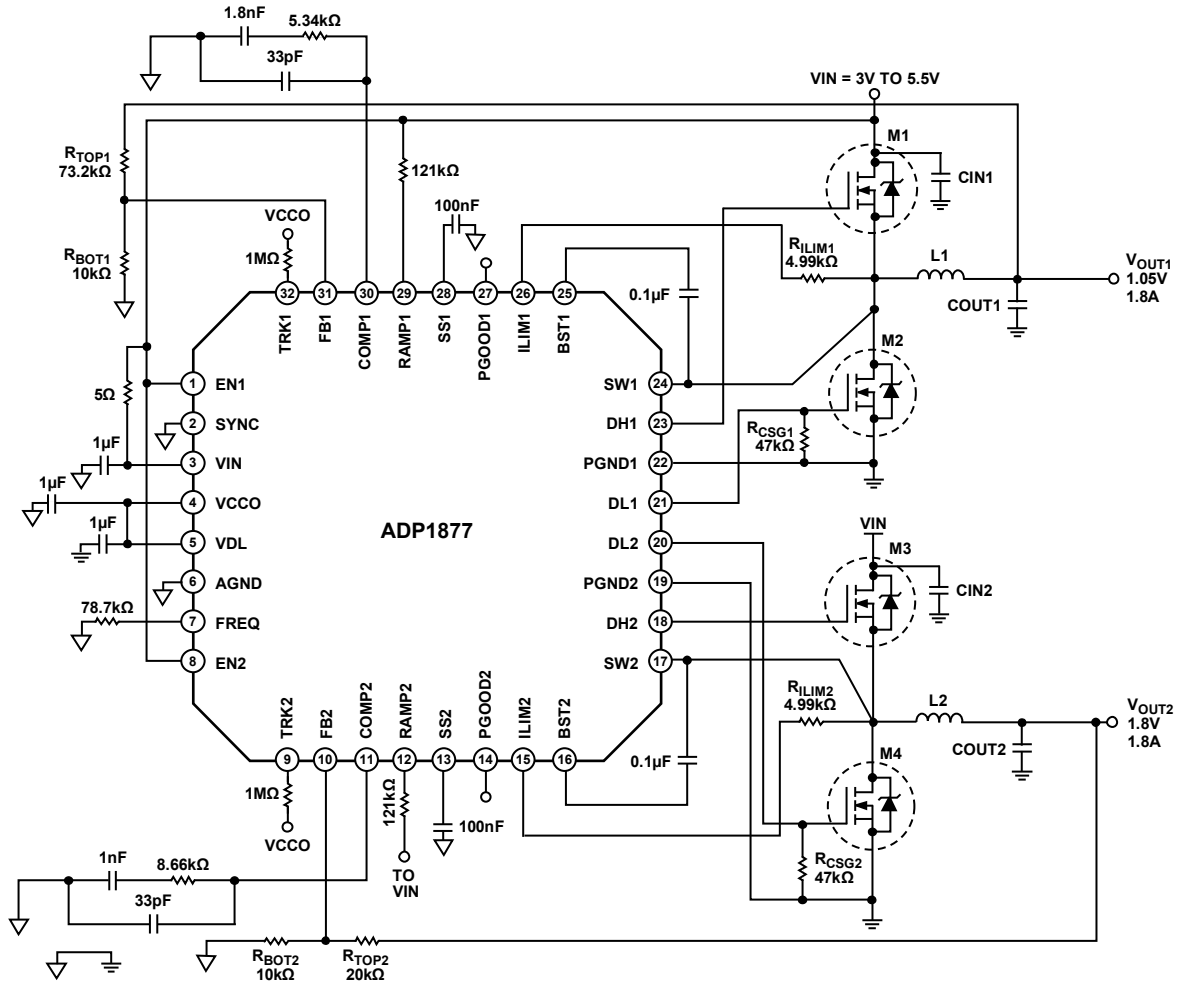 1.8nF
5.34kΩ
33pF
VIN = 3V TO 5.5V
M1
RTOP1
73.2kΩ
121kΩ
CIN1
VCCO
100nF
RBOT1
10kΩ
1MΩ
RILIM1
4.99kΩ
L1
VOUT1
1.05V
1.8A
0.1µF
COUT1
32
31
30
29
28
27
26
25
TRK1
FB1
COMP1
RAMP1
SS1
PGOOD1
ILIM1
BST1
M2
5Ω
1 EN1
SW1 24
2 SYNC
DH1 23
RCSG1
47kΩ
1µF
3 VIN
PGND1 22
1µF
4 VCCO
DL1 21
ADP1877
1µF
5 VDL
DL2 20
VIN
M3
6 AGND
PGND2 19
CIN2
78.7kΩ
7 FREQ
DH2 18
8 EN2
SW2 17
RILIM2
4.99kΩ
L2
VOUT2
1.8V
1.8A
TRK2
FB2
COMP2
RAMP2
SS2
PGOOD2
ILIM2
BST2
COUT2
M4
9
10
11
12
13
14
15
16
0.1µF
1MΩ
121kΩ
100nF
VCCO
TO
VIN
RCSG2
47kΩ
1nF
8.66kΩ
33pF
RBOT2
10kΩ
RTOP2
20kΩ